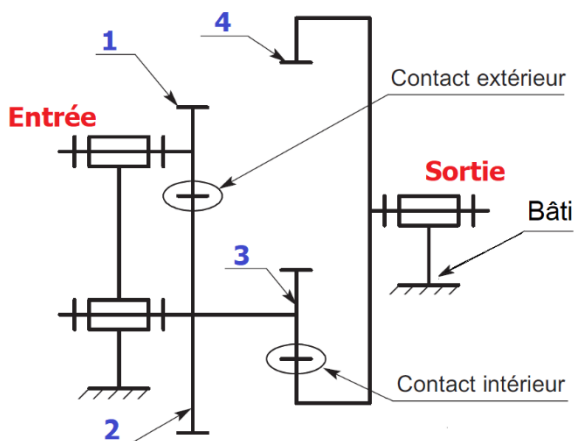 4
1
Contact extérieur
Entrée
Sortie
Bâti
3
Contact intérieur
2